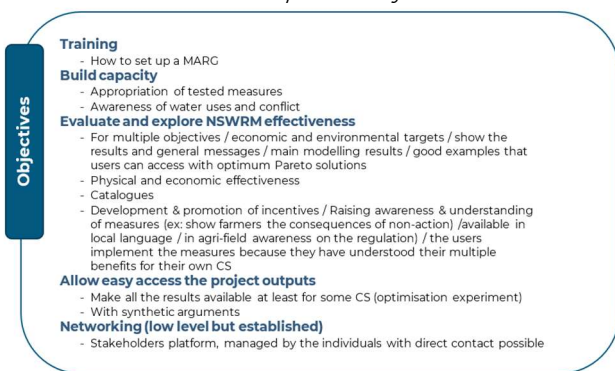 Objectives
Training
- How to set up a MARG
Build capacity
- Appropriation of tested measures
- Awareness of water uses and conflict
Evaluate and explore NSWRM effectiveness
- For multiple objectives / economic and environmental targets / show the
results and general messages / main modelling results / good examples that
users can access with optimum Pareto solutions
- Physical and economic effectiveness
- Catalogues
- Development & promotion of incentives / Raising awareness & understanding
of measures (ex: show farmers the consequences of non-action) /available in
local language / in agri-field awareness on the regulation) / the users
implement the measures because they have understood their multiple
benefits for their own CS
Allow easy access the project outputs
- Make all the results available at least for some CS (optimisation experiment)
- With synthetic arguments
Networking (low level but established)
- Stakeholders platform, managed by the individuals with direct contact possible